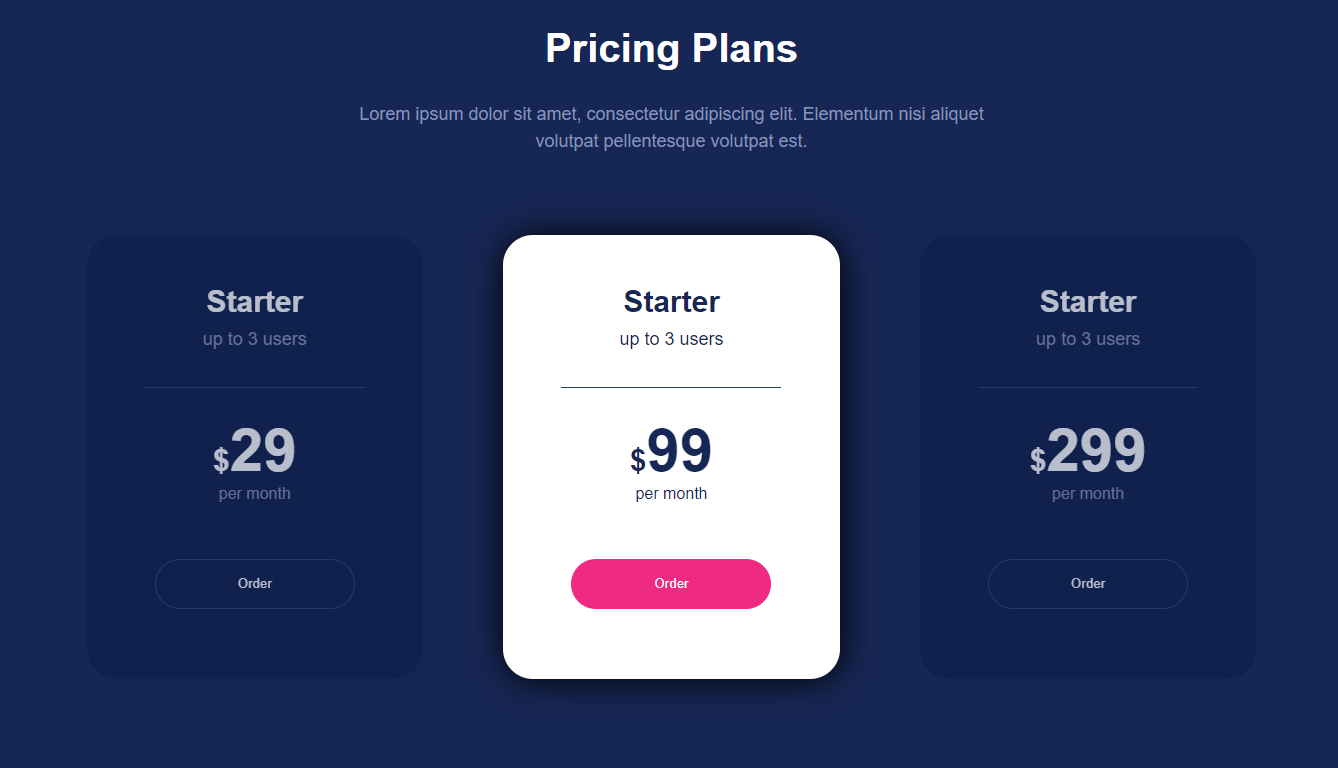 Pricing Plans
Lorem ipsum dolor sit amet, consectetur adipiscing elit. Elementum nisi aliquet
volutpat pellentesque volutpat est.
Starter
up to 3 users
$29
per month
Order
Starter
up to 3 users
$99
per month
Order
Starter
up to 3 users
$299
per month
Order